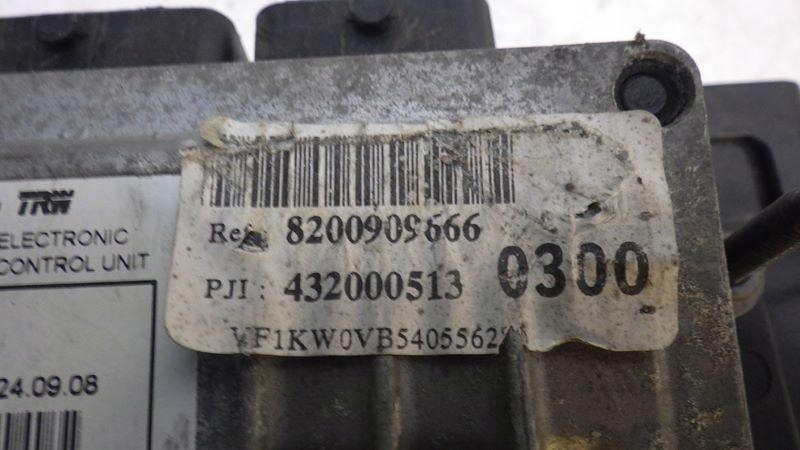 TRW
ELECTRONIC
CONTROL UNIT
24.09.08
Ref. 8200909666
PJI : 432000513 0300
VF1KW0VB5405562